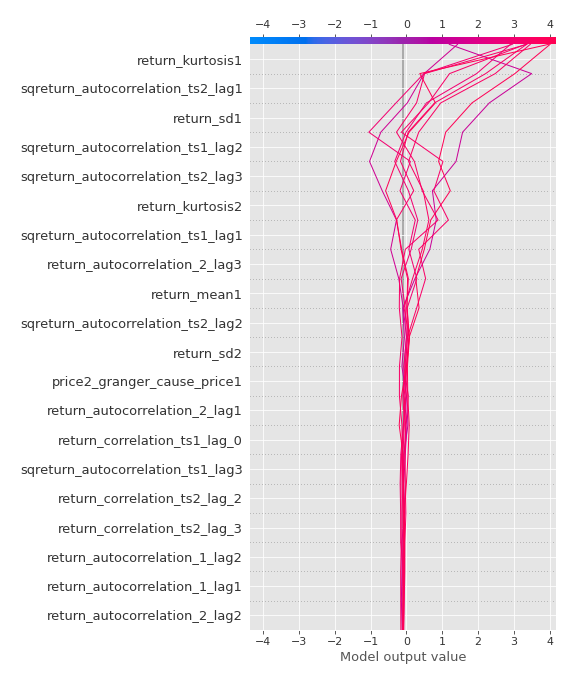 −4 −3 −2 −1 0 1 2 3 4
return_kurtosis1
sqreturn_autocorrelation_ts2_lag1
return_sd1
sqreturn_autocorrelation_ts1_lag2
sqreturn_autocorrelation_ts2_lag3
return_kurtosis2
sqreturn_autocorrelation_ts1_lag1
return_autocorrelation_2_lag3
return_mean1
sqreturn_autocorrelation_ts2_lag2
return_sd2
price2_granger_cause_price1
return_autocorrelation_2_lag1
return_correlation_ts1_lag_0
sqreturn_autocorrelation_ts1_lag3
return_correlation_ts2_lag_2
return_correlation_ts2_lag_3
return_autocorrelation_1_lag2
return_autocorrelation_1_lag1
return_autocorrelation_2_lag2
−4 −3 −2 −1 0 1 2 3 4
Model output value